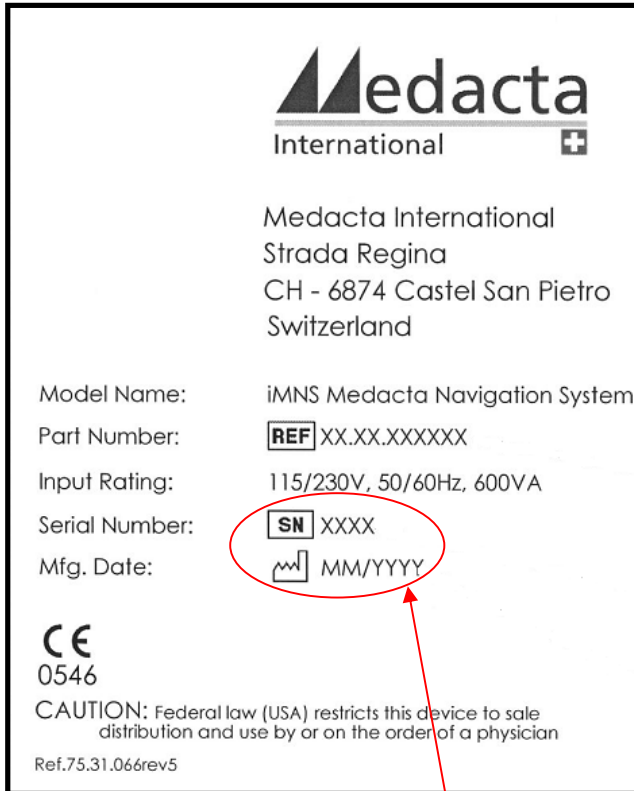 Medacta
International
Medacta International
Strada Regina
CH - 6874 Castel San Pietro
Switzerland
Model Name: iMNS Medacta Navigation System
Part Number: REF XX.XX.XXXXXX
Input Rating: 115/230V, 50/60Hz, 600VA
Serial Number: SN XXXX
Mfg. Date: MM/YYYY
CE
0546
CAUTION: Federal law (USA) restricts this device to sale
distribution and use by or on the order of a physician
Ref.75.31.066rev5